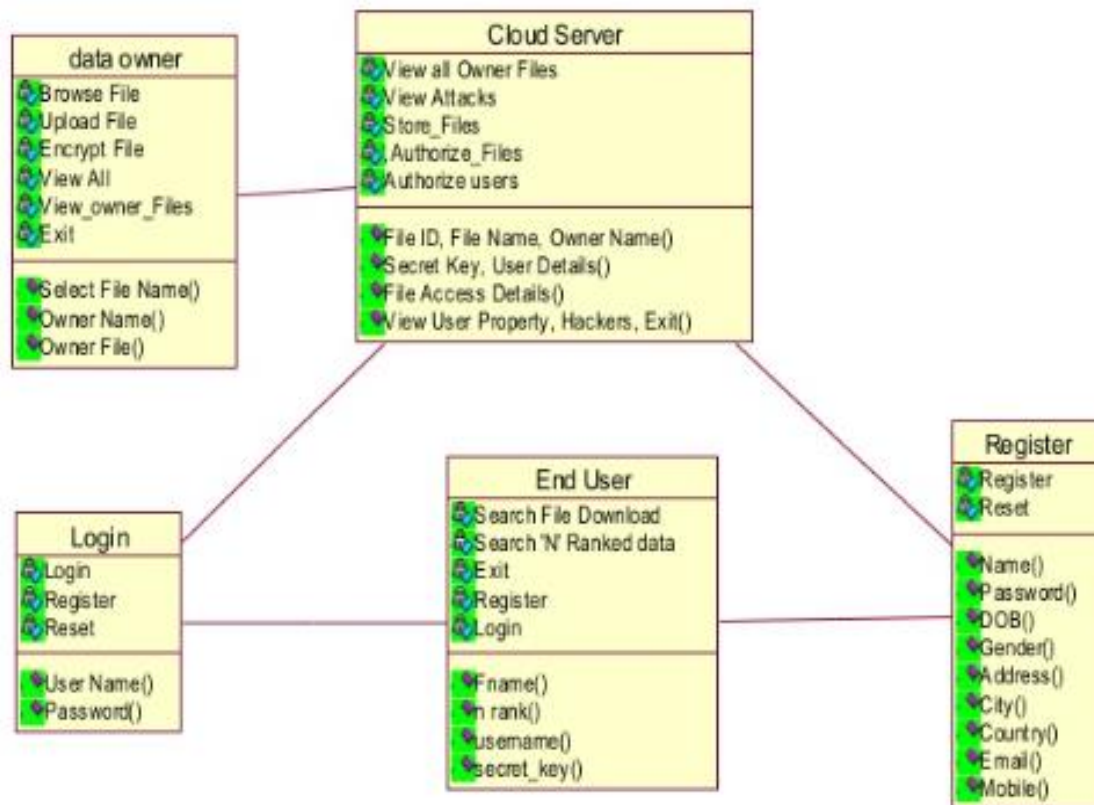 data owner
Browse File
Upload File
Encrypt File
View All
View_owner_Files
Exit
Select File Name()
Owner Name()
Owner File()
Cloud Server
View all Owner Files
View Attacks
Store_Files
,Authorize_Files
Authorize users
File ID, File Name, Owner Name()
Secret Key, User Details()
File Access Details()
View User Property, Hackers, Exit()
Login
Login
Register
Reset
User Name()
Password()
End User
Search File Download
Search 'N' Ranked data
Exit
Register
Login
Fname()
n rank()
username()
secret_key()
Register
Register
Reset
Name()
Password()
DOB()
Gender()
Address()
City()
Country()
Email()
Mobile()